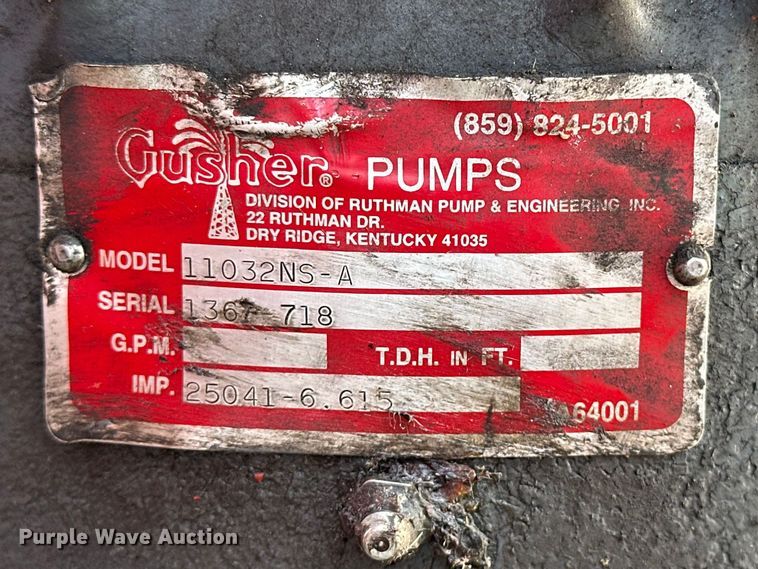 (859) 824-5001
Gusher® PUMPS
DIVISION OF RUTHMAN PUMP & ENGINEERING INC.
22 RUTHMAN DR.
DRY RIDGE, KENTUCKY 41035
MODEL 11032NS-A
SERIAL 1367 718
G.P.M. T.D.H. IN FT.
IMP. 25041-6.615
A64001
Purple Wave Auction